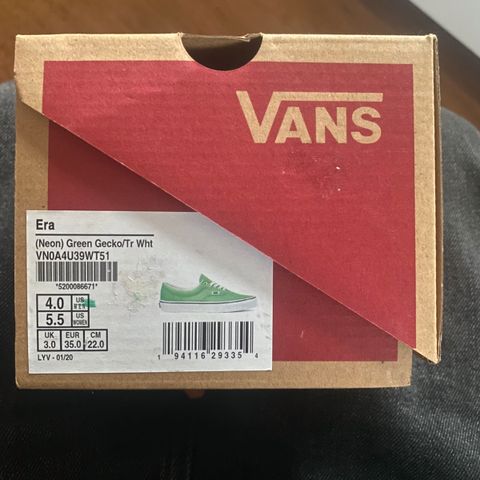 VANS
Era
(Neon) Green Gecko/Tr Wht
VN0A4U39WT51
*5200086671*
4.0 US MEN
5.5 US WOMEN
UK EUR CM
3.0 35.0 22.0
1 94116 29335 4
LYV - 01/20